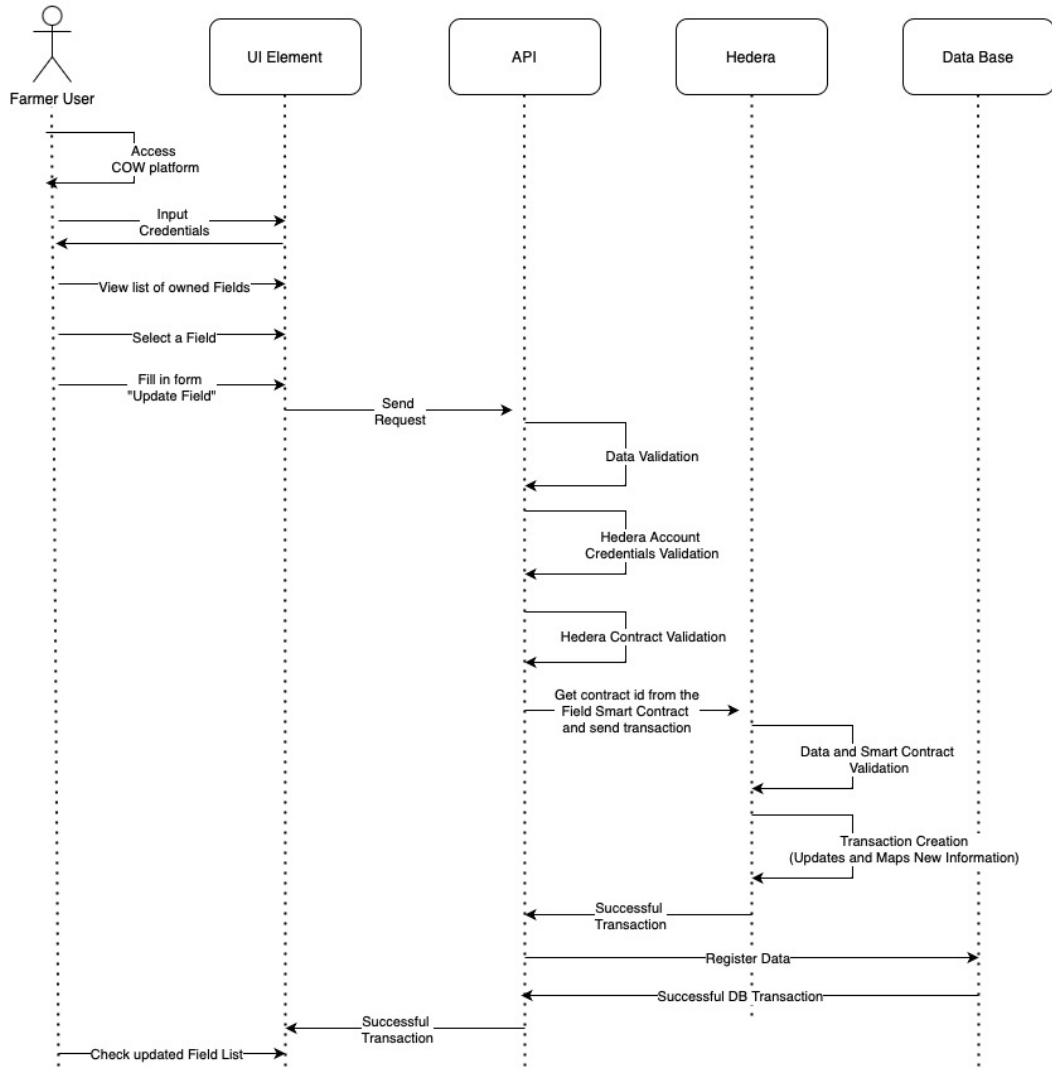 UI Element
API
Hedera
Data Base
Farmer User
Access
COW platform
Input
Credentials
View list of owned Fields
Select a Field
Fill in form
"Update Field"
Send
Request
Data Validation
Hedera Account
Credentials Validation
Hedera Contract Validation
Get contract id from the
Field Smart Contract
and send transaction
Data and Smart Contract
Validation
Transaction Creation
(Updates and Maps New Information)
Successful
Transaction
Register Data
Successful DB Transaction
Successful
Transaction
Check updated Field List